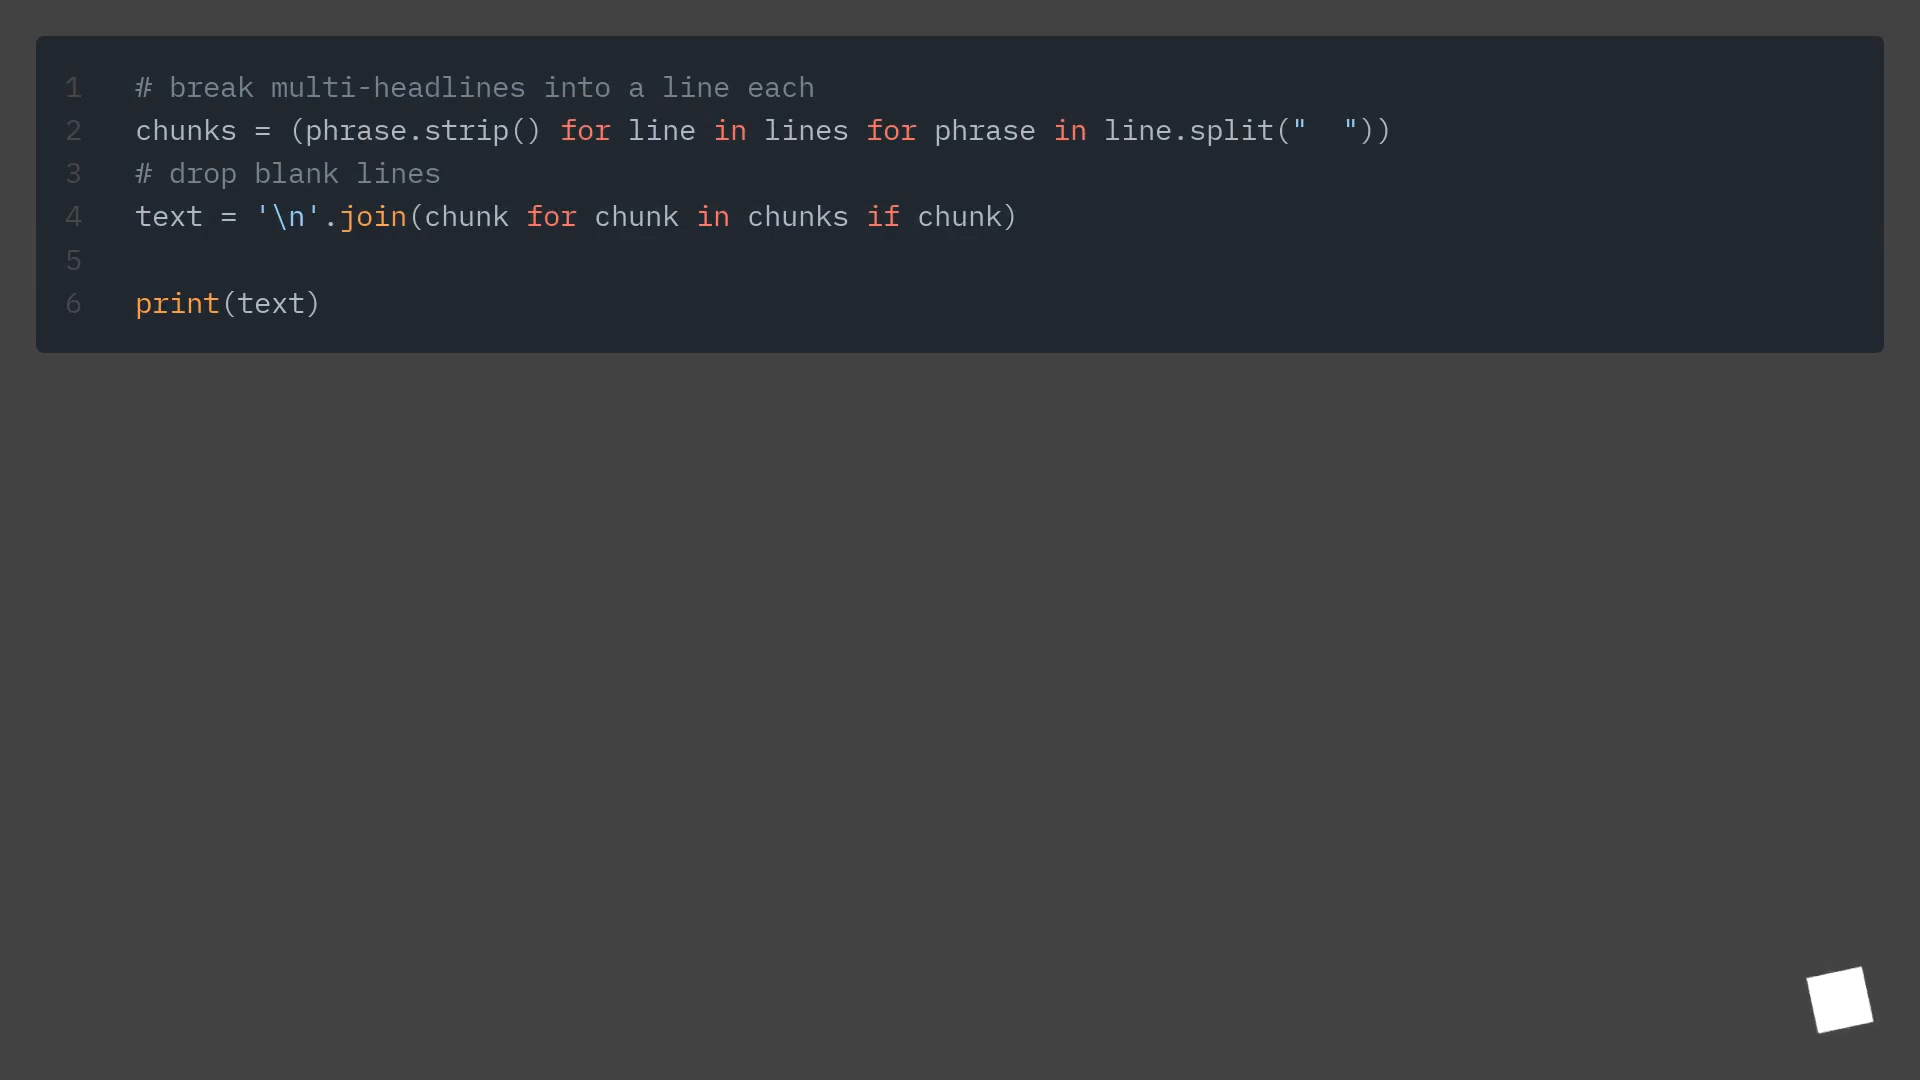 1 # break multi-headlines into a line each
2 chunks = (phrase.strip() for line in lines for phrase in line.split("  "))
3 # drop blank lines
4 text = '\n'.join(chunk for chunk in chunks if chunk)
5
6 print(text)